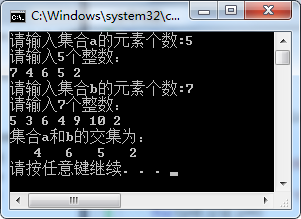 C:\Windows\system32\c...
请输入集合a的元素个数:5
请输入5个整数:
7 4 6 5 2
请输入集合b的元素个数:7
请输入7个整数:
5 3 6 4 9 10 2
集合a和b的交集为:
4 6 5 2
请按任意键继续. . .